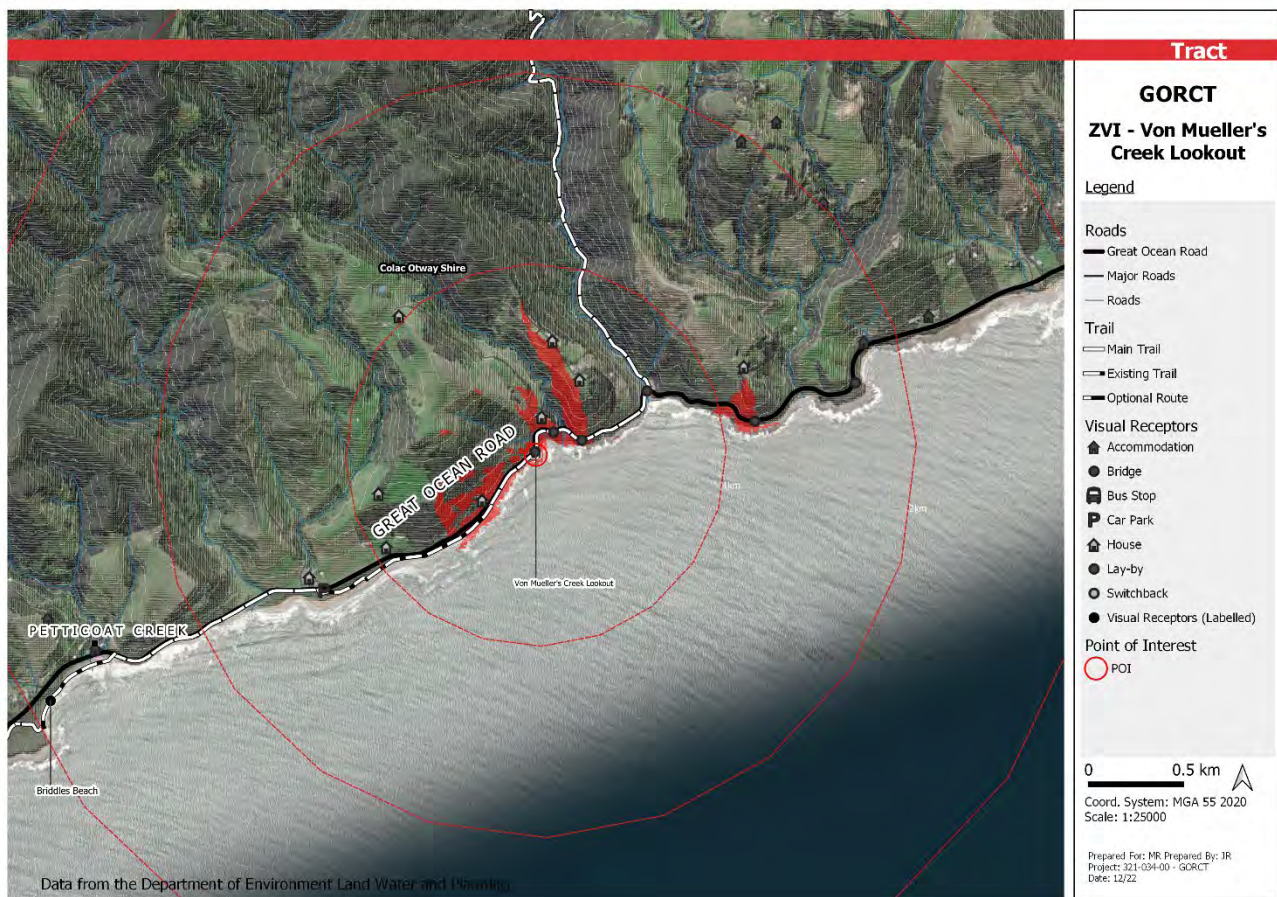 Tract
GORCT
ZVI - Von Mueller's
Creek Lookout
Legend
Roads
Great Ocean Road
Major Roads
Roads
Trail
Main Trail
Existing Trail
Optional Route
Visual Receptors
Accommodation
Bridge
Bus Stop
Car Park
House
Lay-by
Switchback
Visual Receptors (Labelled)
Point of Interest
POI
0 0.5 km
Coord. System: MGA 55 2020
Scale: 1:25000
Prepared For: MR Prepared By: JR
Project: 321-034-00 - GORCT
Date: 12/22
Colac Otway Shire
GREAT OCEAN ROAD
1km
2km
Von Mueller's Creek Lookout
PETTICOAT CREEK
Briddles Beach
Data from the Department of Environment Land Water and Planning